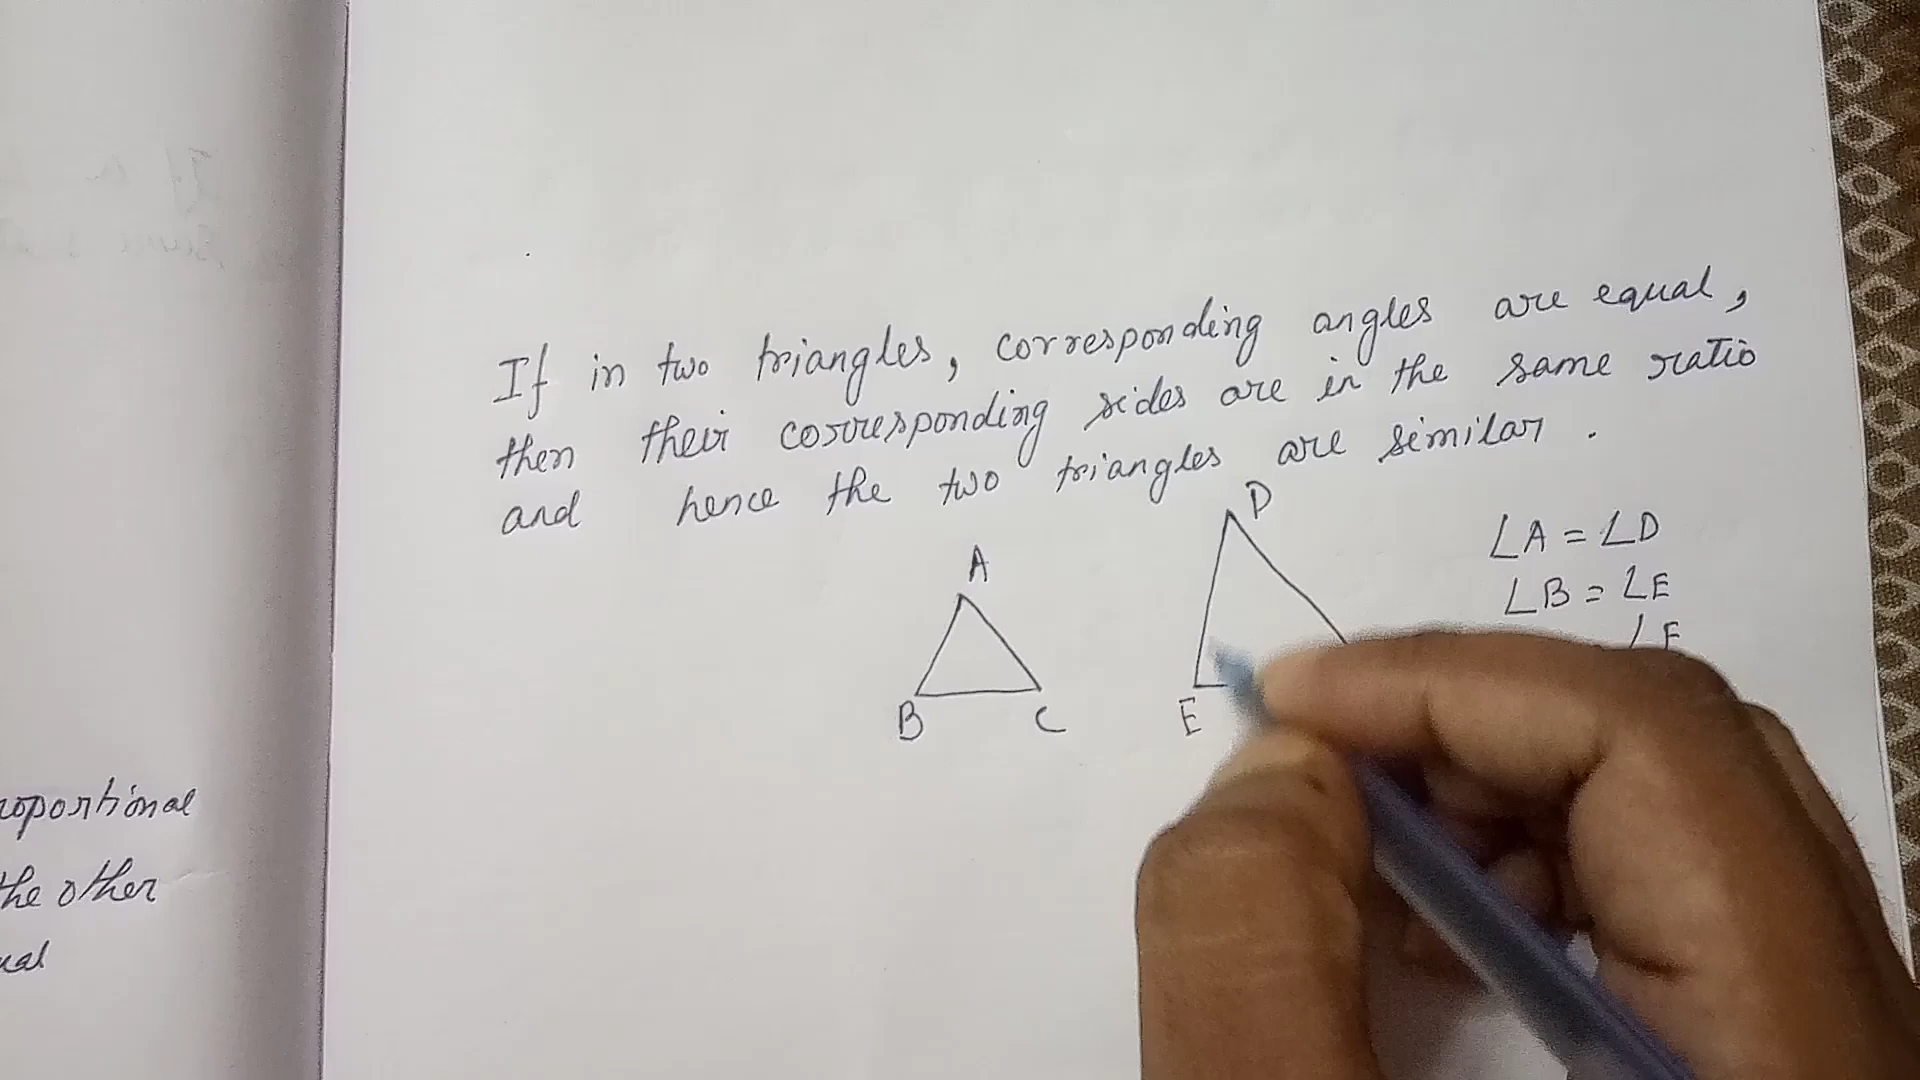 If in two triangles, corresponding angles are equal,
then their corresponding sides are in the same ratio
and hence the two triangles are similar.
D
A
B
C
E
∠A = ∠D
∠B = ∠E
∠F
the other